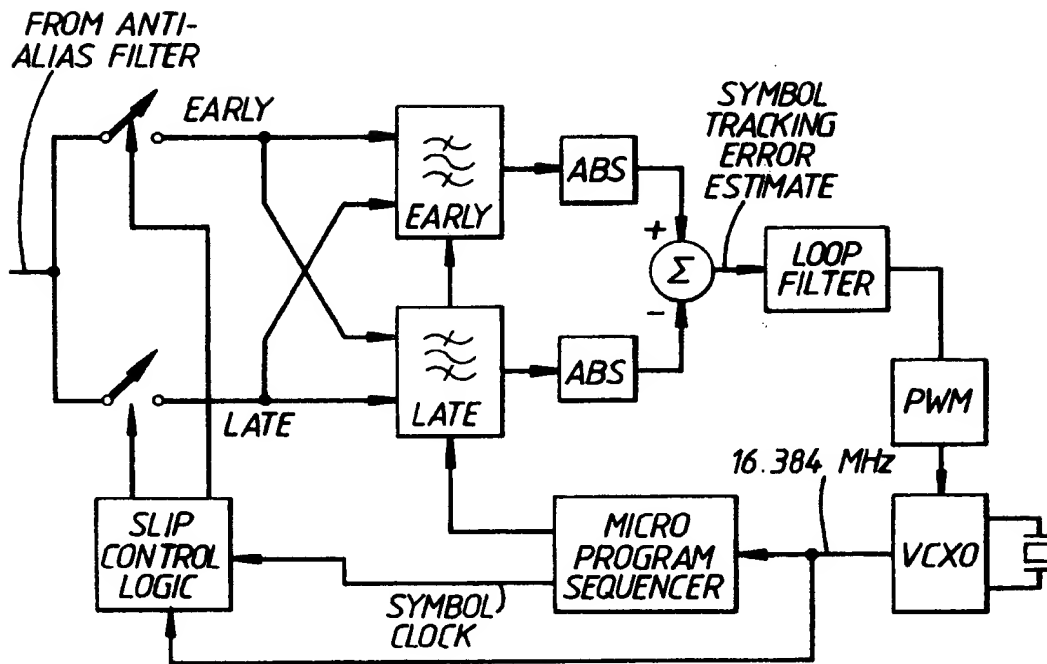 FROM ANTI-
ALIAS FILTER
EARLY
SYMBOL
TRACKING
ERROR
ESTIMATE
ABS
EARLY
+
Σ
-
LOOP
FILTER
ABS
LATE
LATE
PWM
16.384 MHz
SLIP
CONTROL
LOGIC
MICRO
PROGRAM
SEQUENCER
VCXO
SYMBOL
CLOCK